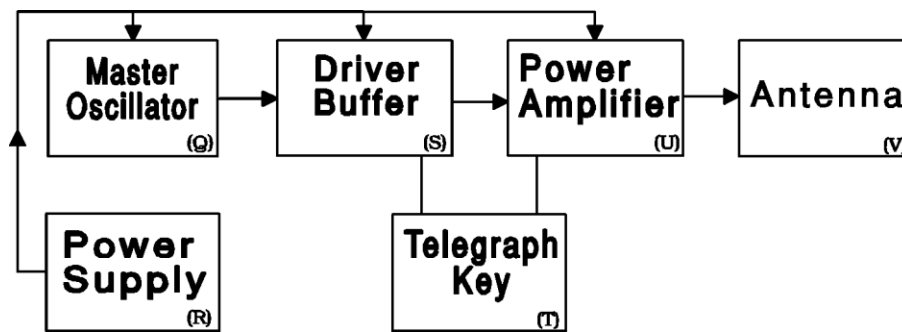 Master
Oscillator
(Q)
Driver
Buffer
(S)
Power
Amplifier
(U)
Antenna
(V)
Power
Supply
(R)
Telegraph
Key
(T)